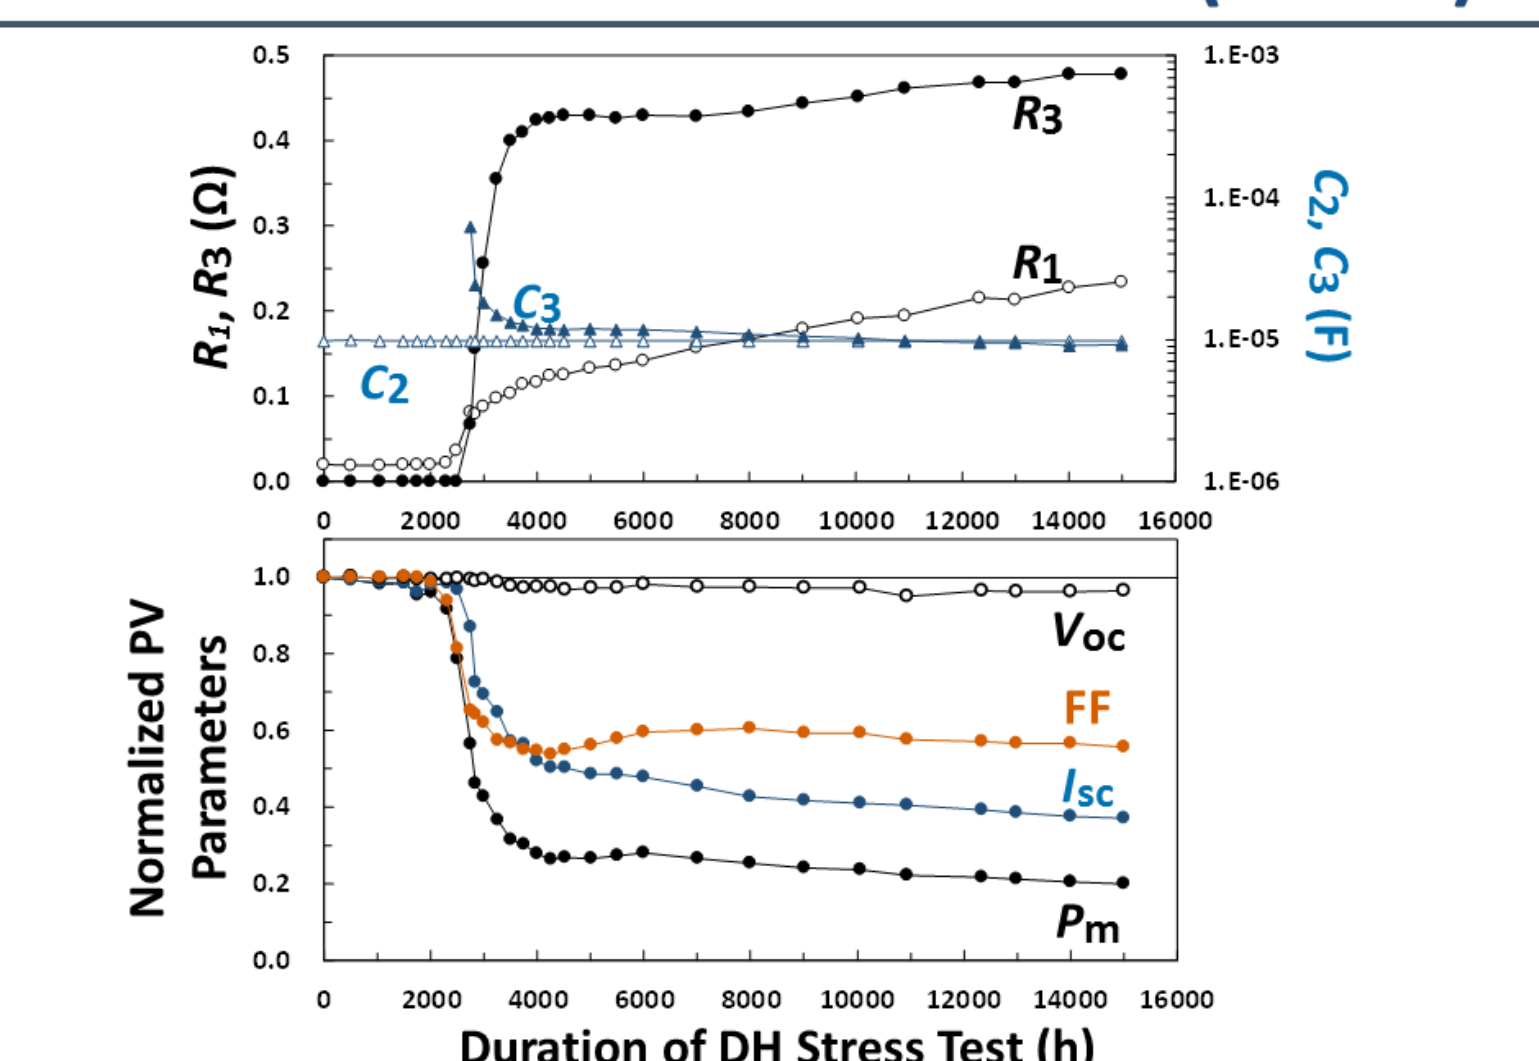 0.5
0.4
0.3
0.2
0.1
0.0
R1, R3 (Ω)
1.E-03
1.E-04
1.E-05
1.E-06
C2, C3 (F)
R3
R1
C3
C2
0 2000 4000 6000 8000 10000 12000 14000 16000
1.0
0.8
0.6
0.4
0.2
0.0
Normalized PV
Parameters
Voc
FF
Isc
Pm
0 2000 4000 6000 8000 10000 12000 14000 16000
Duration of DH Stress Test (h)